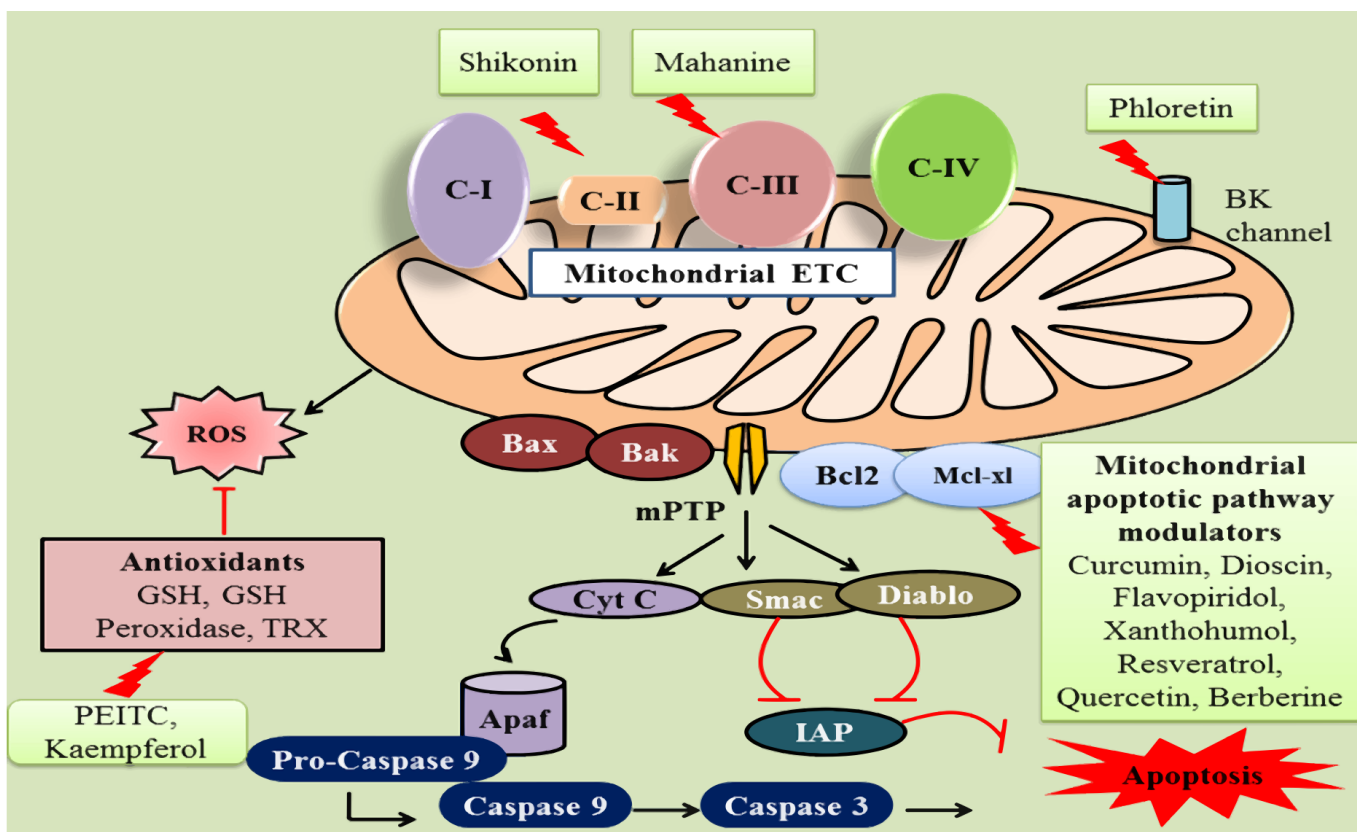 Shikonin
Mahanine
Phloretin
C-I
C-II
C-III
C-IV
BK
channel
Mitochondrial ETC
ROS
Bax
Bak
mPTP
Bcl2
Mcl-xl
Mitochondrial
apoptotic pathway
modulators
Curcumin, Dioscin,
Flavopiridol,
Xanthohumol,
Resveratrol,
Quercetin, Berberine
Antioxidants
GSH, GSH
Peroxidase, TRX
Cyt C
Smac
Diablo
PEITC,
Kaempferol
Apaf
IAP
Pro-Caspase 9
Caspase 9
Caspase 3
Apoptosis